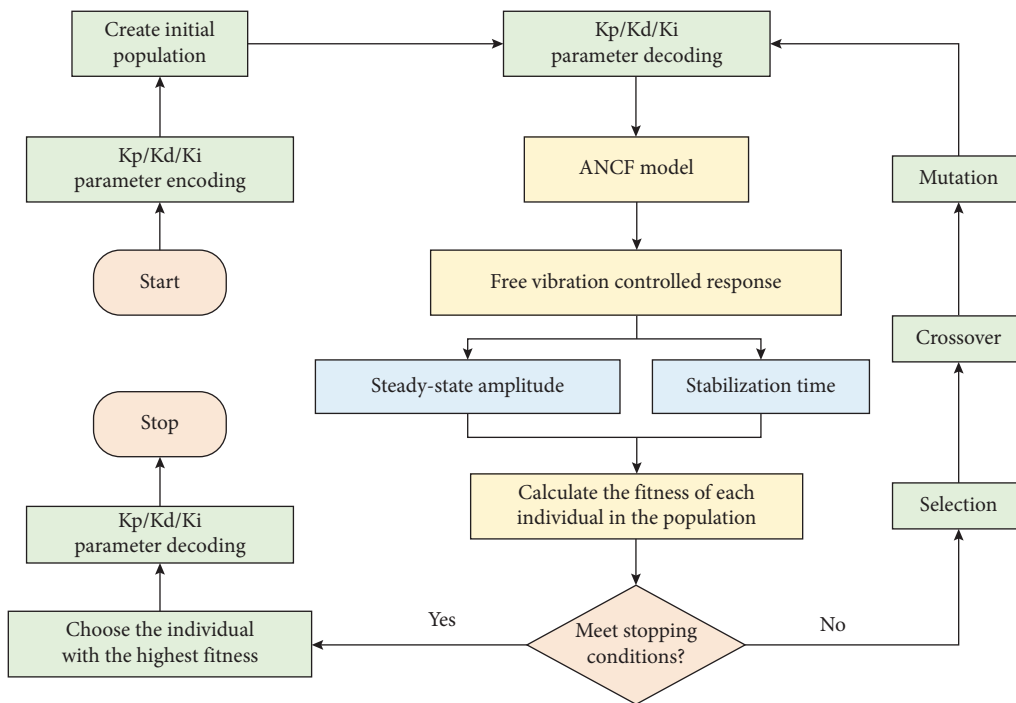 Create initial
population
Kp/Kd/Ki
parameter decoding
Kp/Kd/Ki
parameter encoding
ANCF model
Mutation
Start
Free vibration controlled response
Crossover
Steady-state amplitude
Stabilization time
Stop
Calculate the fitness of each
individual in the population
Selection
Kp/Kd/Ki
parameter decoding
Yes
No
Choose the individual
with the highest fitness
Meet stopping
conditions?